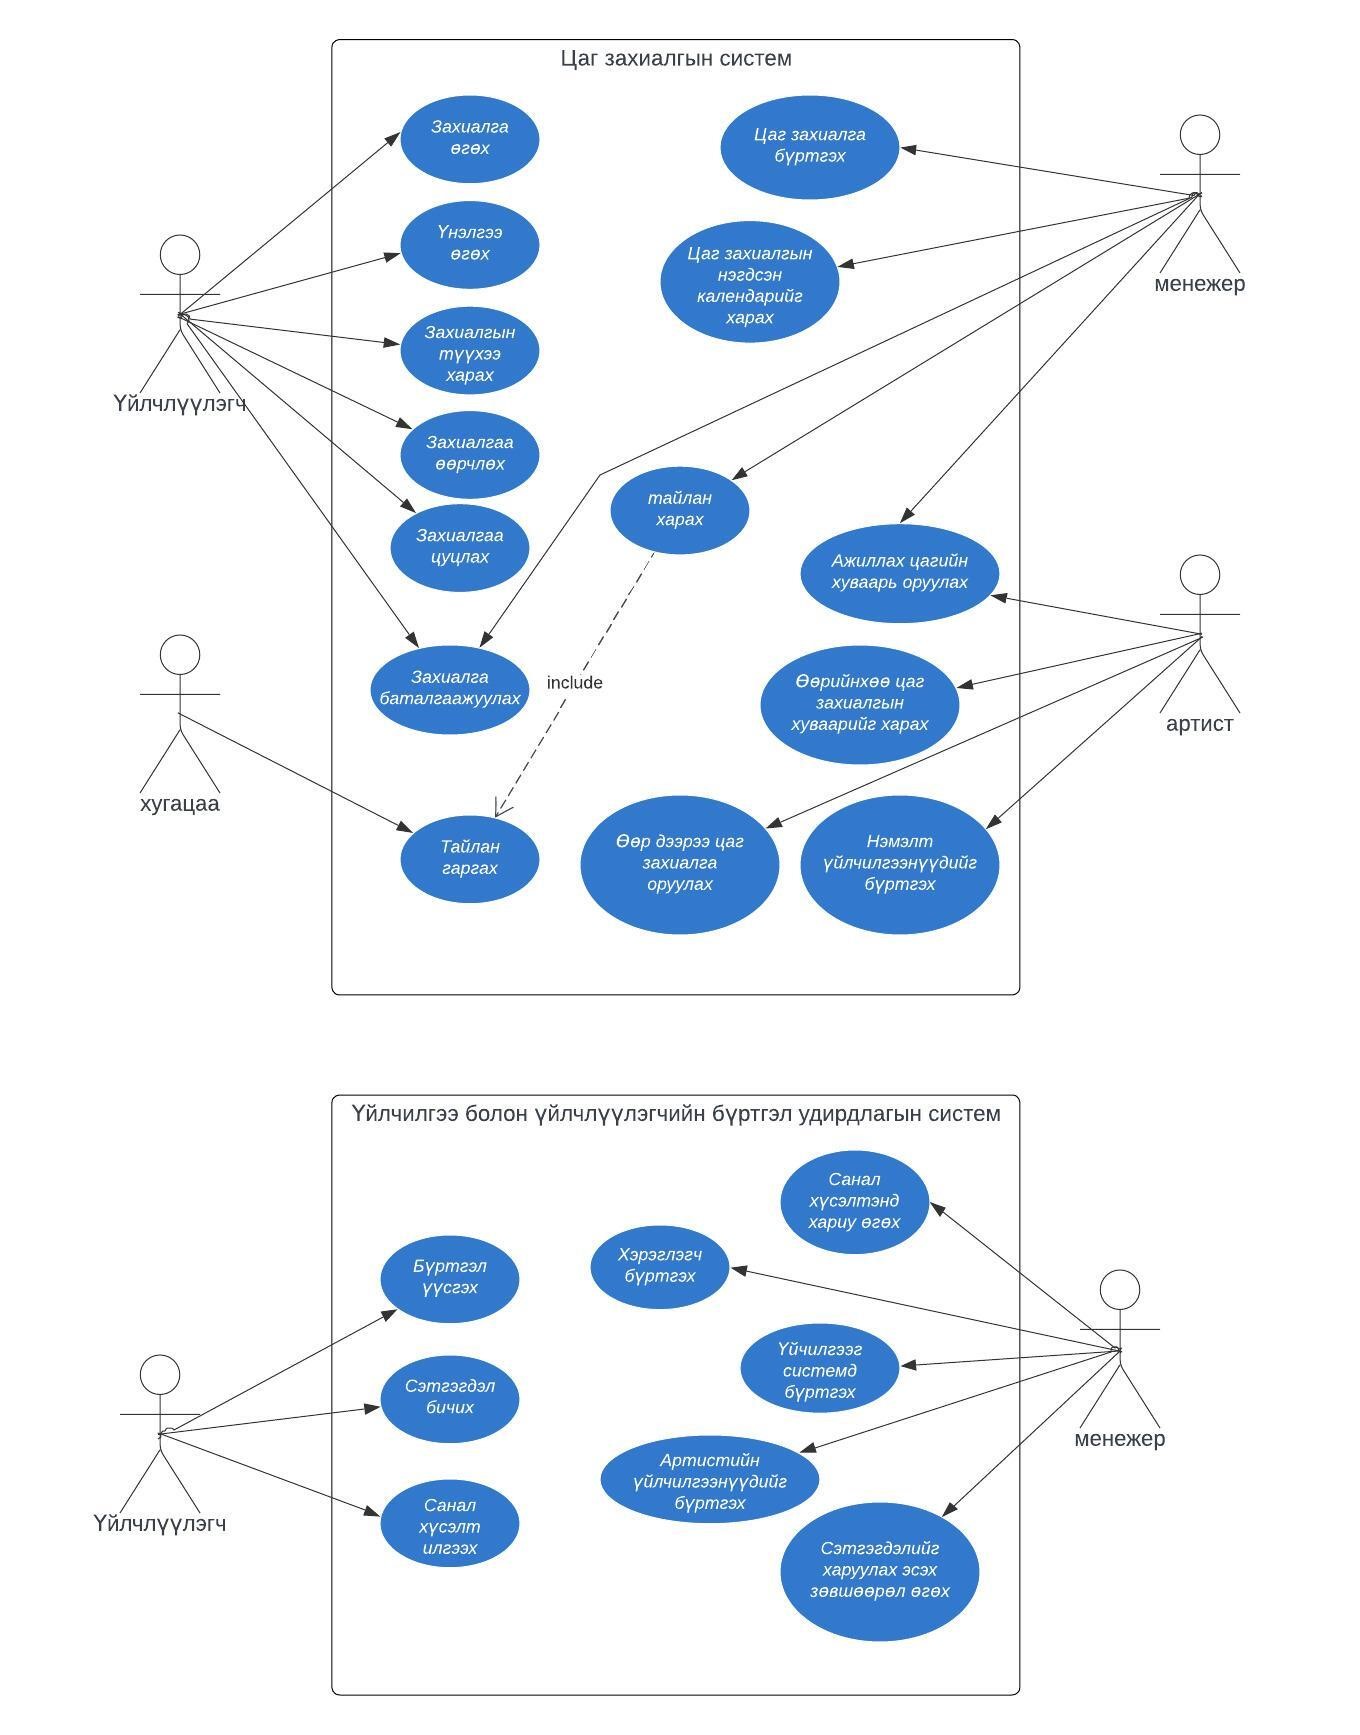 Цаг захиалгын систем
Захиалга
өгөх
Цаг захиалга
бүртгэх
Үнэлгээ
өгөх
Цаг захиалгын
нэгдсэн
календарийг
харах
менежер
Захиалгын
түүхээ
харах
Үйлчлүүлэгч
Захиалгаа
өөрчлөх
тайлан
харах
Захиалгаа
цуцлах
Ажиллах цагийн
хуваарь оруулах
Захиалга
баталгаажуулах
include
Өөрийнхөө цаг
захиалгын
хуваарийг харах
артист
хугацаа
Тайлан
гаргах
Өөр дээрээ цаг
захиалга
оруулах
Нэмэлт
үйлчилгээнүүдийг
бүртгэх
Үйлчилгээ болон үйлчлүүлэгчийн бүртгэл удирдлагын систем
Санал
хүсэлтэнд
хариу өгөх
Бүртгэл
үүсгэх
Хэрэглэгч
бүртгэх
Үйчилгээг
системд
бүртгэх
Сэтгэгдэл
бичих
менежер
Артистийн
үйлчилгээнүүдийг
бүртгэх
Үйлчлүүлэгч
Санал
хүсэлт
илгээх
Сэтгэгдэлийг
харуулах эсэх
зөвшөөрөл өгөх